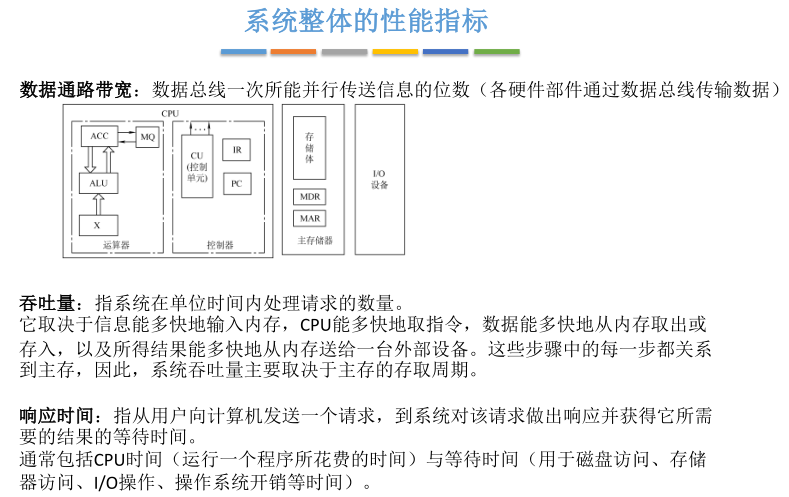 系统整体的性能指标
数据通路带宽：数据总线一次所能并行传送信息的位数（各硬件部件通过数据总线传输数据）
CPU
ACC
MQ
ALU
X
运算器
CU
(控制
单元)
IR
PC
控制器
存
储
体
MDR
MAR
主存储器
I/O
设备
吞吐量：指系统在单位时间内处理请求的数量。
它取决于信息能多快地输入内存，CPU能多快地取指令，数据能多快地从内存取出或
存入，以及所得结果能多快地从内存送给一台外部设备。这些步骤中的每一步都关系
到主存，因此，系统吞吐量主要取决于主存的存取周期。
响应时间：指从用户向计算机发送一个请求，到系统对该请求做出响应并获得它所需
要的结果的等待时间。
通常包括CPU时间（运行一个程序所花费的时间）与等待时间（用于磁盘访问、存储
器访问、I/O操作、操作系统开销等时间）。